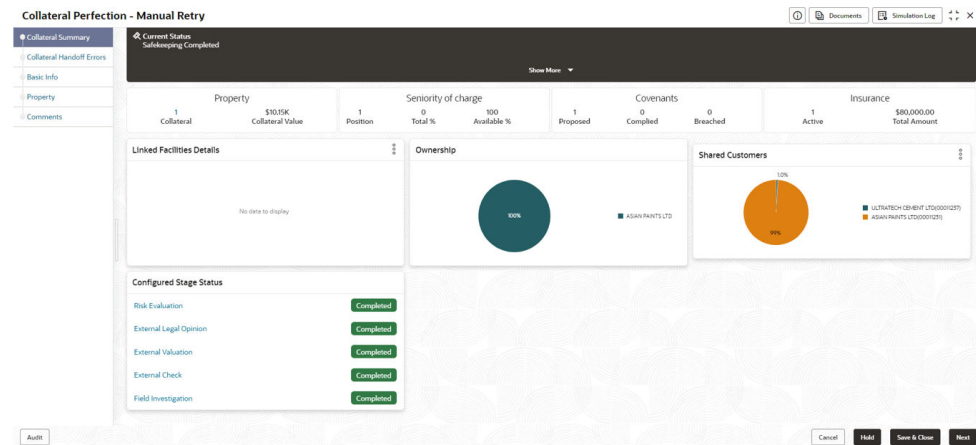 Collateral Perfection - Manual Retry
Documents
Simulation Log
Collateral Summary
Collateral Handoff Errors
Basic Info
Property
Comments
Current Status
Safekeeping Completed
Show More
Property
1 $10.15K
Collateral Collateral Value
Seniority of charge
1 0 100
Position Total % Available %
Covenants
1 0 0
Proposed Complied Breached
Insurance
1 $80,000.00
Active Total Amount
Linked Facilities Details
No data to display
Ownership
100%
ASIAN PAINTS LTD
Shared Customers
1.0%
99%
ULTRATECH CEMENT LTD(00011257)
ASIAN PAINTS LTD(00011251)
Configured Stage Status
Risk Evaluation Completed
External Legal Opinion Completed
External Valuation Completed
External Check Completed
Field Investigation Completed
Audit
Cancel
Hold
Save & Close
Next